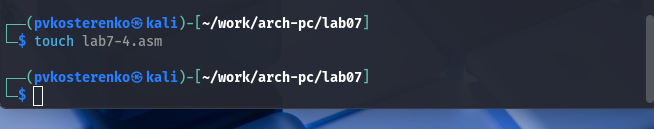 ┌──(pvkosterenko㉿kali)-[~/work/arch-pc/lab07]
└─$ touch lab7-4.asm
┌──(pvkosterenko㉿kali)-[~/work/arch-pc/lab07]
└─$